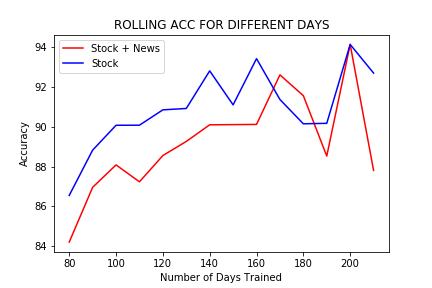 ROLLING ACC FOR DIFFERENT DAYS
Stock + News
Stock
94
92
90
88
86
84
Accuracy
80 100 120 140 160 180 200
Number of Days Trained